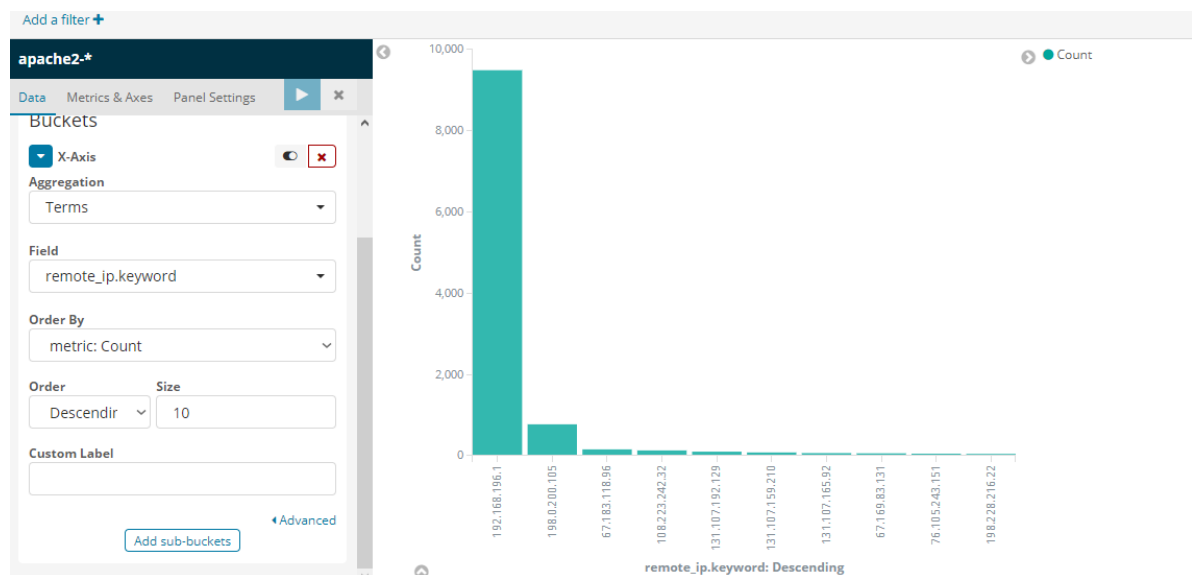 Add a filter +
apache2-*
Data Metrics & Axes Panel Settings
Buckets
X-Axis
Aggregation
Terms
Field
remote_ip.keyword
Order By
metric: Count
Order Size
Descendir 10
Custom Label
Advanced
Add sub-buckets
Count
10,000
8,000
6,000
4,000
2,000
0
Count
192.168.196.1
198.0.200.105
67.183.118.96
108.223.242.32
131.107.192.129
131.107.159.210
131.107.165.92
67.169.83.131
76.105.243.151
198.228.216.22
remote_ip.keyword: Descending